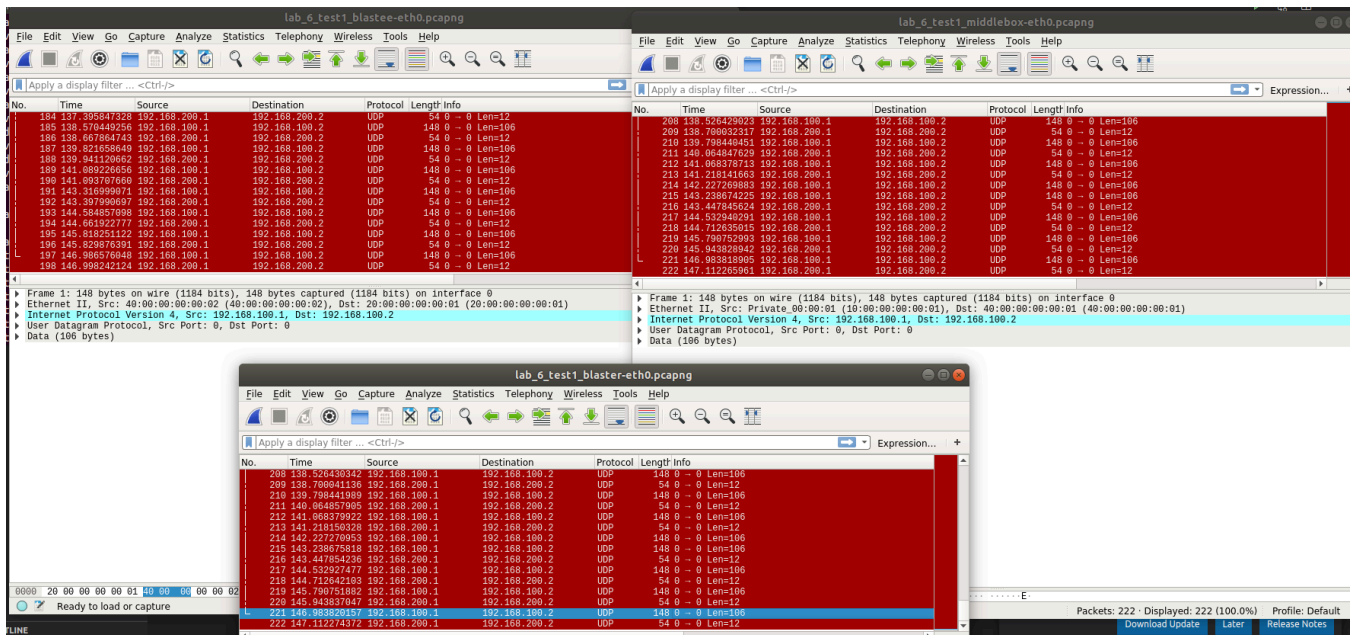 lab_6_test1_blastee-eth0.pcapng
File Edit View Go Capture Analyze Statistics Telephony Wireless Tools Help
Apply a display filter ... <Ctrl-/>
No. Time Source Destination Protocol Length Info
184 137.395847328 192.168.200.1 192.168.200.2 UDP 54 0 → 0 Len=12
185 138.570449256 192.168.100.1 192.168.100.2 UDP 148 0 → 0 Len=106
186 138.667864743 192.168.200.1 192.168.200.2 UDP 54 0 → 0 Len=12
187 139.821658649 192.168.100.1 192.168.100.2 UDP 148 0 → 0 Len=106
188 139.941120662 192.168.200.1 192.168.200.2 UDP 54 0 → 0 Len=12
189 141.089226656 192.168.100.1 192.168.100.2 UDP 148 0 → 0 Len=106
190 141.093707660 192.168.200.1 192.168.200.2 UDP 54 0 → 0 Len=12
191 143.316999071 192.168.100.1 192.168.100.2 UDP 148 0 → 0 Len=106
192 143.397990697 192.168.200.1 192.168.200.2 UDP 54 0 → 0 Len=12
193 144.584857098 192.168.100.1 192.168.100.2 UDP 148 0 → 0 Len=106
194 144.661922777 192.168.200.1 192.168.200.2 UDP 54 0 → 0 Len=12
195 145.818251122 192.168.100.1 192.168.100.2 UDP 148 0 → 0 Len=106
196 145.829876391 192.168.200.1 192.168.200.2 UDP 54 0 → 0 Len=12
197 146.986576048 192.168.100.1 192.168.100.2 UDP 148 0 → 0 Len=106
198 146.998242124 192.168.200.1 192.168.200.2 UDP 54 0 → 0 Len=12
Frame 1: 148 bytes on wire (1184 bits), 148 bytes captured (1184 bits) on interface 0
Ethernet II, Src: 40:00:00:00:00:02 (40:00:00:00:00:02), Dst: 20:00:00:00:00:01 (20:00:00:00:00:01)
Internet Protocol Version 4, Src: 192.168.100.1, Dst: 192.168.100.2
User Datagram Protocol, Src Port: 0, Dst Port: 0
Data (106 bytes)
0000 20 00 00 00 00 01 40 00 00 00 00 02
Ready to load or capture
lab_6_test1_middlebox-eth0.pcapng
File Edit View Go Capture Analyze Statistics Telephony Wireless Tools Help
Apply a display filter ... <Ctrl-/> Expression... +
No. Time Source Destination Protocol Length Info
208 138.526429023 192.168.100.1 192.168.100.2 UDP 148 0 → 0 Len=106
209 138.700032317 192.168.200.1 192.168.200.2 UDP 54 0 → 0 Len=12
210 139.798440451 192.168.100.1 192.168.100.2 UDP 148 0 → 0 Len=106
211 140.064847629 192.168.200.1 192.168.200.2 UDP 54 0 → 0 Len=12
212 141.068378713 192.168.100.1 192.168.100.2 UDP 148 0 → 0 Len=106
213 141.218141663 192.168.200.1 192.168.200.2 UDP 54 0 → 0 Len=12
214 142.227269883 192.168.100.1 192.168.100.2 UDP 148 0 → 0 Len=106
215 143.238674225 192.168.100.1 192.168.100.2 UDP 148 0 → 0 Len=106
216 143.447845624 192.168.200.1 192.168.200.2 UDP 54 0 → 0 Len=12
217 144.532940291 192.168.100.1 192.168.100.2 UDP 148 0 → 0 Len=106
218 144.712635015 192.168.200.1 192.168.200.2 UDP 54 0 → 0 Len=12
219 145.790752993 192.168.100.1 192.168.100.2 UDP 148 0 → 0 Len=106
220 145.943828942 192.168.200.1 192.168.200.2 UDP 54 0 → 0 Len=12
221 146.983818905 192.168.100.1 192.168.100.2 UDP 148 0 → 0 Len=106
222 147.112265961 192.168.200.1 192.168.200.2 UDP 54 0 → 0 Len=12
Frame 1: 148 bytes on wire (1184 bits), 148 bytes captured (1184 bits) on interface 0
Ethernet II, Src: Private_00:00:01 (10:00:00:00:00:01), Dst: 40:00:00:00:00:01 (40:00:00:00:00:01)
Internet Protocol Version 4, Src: 192.168.100.1, Dst: 192.168.100.2
User Datagram Protocol, Src Port: 0, Dst Port: 0
Data (106 bytes)
······E·
Packets: 222 · Displayed: 222 (100.0%) Profile: Default
lab_6_test1_blaster-eth0.pcapng
File Edit View Go Capture Analyze Statistics Telephony Wireless Tools Help
Apply a display filter ... <Ctrl-/> Expression... +
No. Time Source Destination Protocol Length Info
208 138.526430342 192.168.100.1 192.168.100.2 UDP 148 0 → 0 Len=106
209 138.700041136 192.168.200.1 192.168.200.2 UDP 54 0 → 0 Len=12
210 139.798441989 192.168.100.1 192.168.100.2 UDP 148 0 → 0 Len=106
211 140.064857905 192.168.200.1 192.168.200.2 UDP 54 0 → 0 Len=12
212 141.068379922 192.168.100.1 192.168.100.2 UDP 148 0 → 0 Len=106
213 141.218150328 192.168.200.1 192.168.200.2 UDP 54 0 → 0 Len=12
214 142.227270953 192.168.100.1 192.168.100.2 UDP 148 0 → 0 Len=106
215 143.238675818 192.168.100.1 192.168.100.2 UDP 148 0 → 0 Len=106
216 143.447854236 192.168.200.1 192.168.200.2 UDP 54 0 → 0 Len=12
217 144.532927477 192.168.100.1 192.168.100.2 UDP 148 0 → 0 Len=106
218 144.712642103 192.168.200.1 192.168.200.2 UDP 54 0 → 0 Len=12
219 145.790751882 192.168.100.1 192.168.100.2 UDP 148 0 → 0 Len=106
220 145.943837047 192.168.200.1 192.168.200.2 UDP 54 0 → 0 Len=12
221 146.983820157 192.168.100.1 192.168.100.2 UDP 148 0 → 0 Len=106
222 147.112274372 192.168.200.1 192.168.200.2 UDP 54 0 → 0 Len=12
TLINE
Download Update Later Release Notes